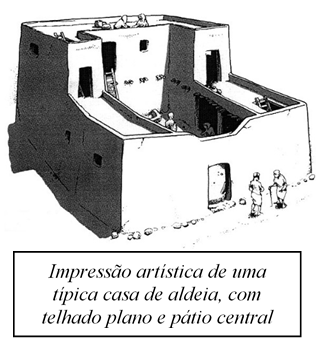 Impressão artística de uma
típica casa de aldeia, com
telhado plano e pátio central